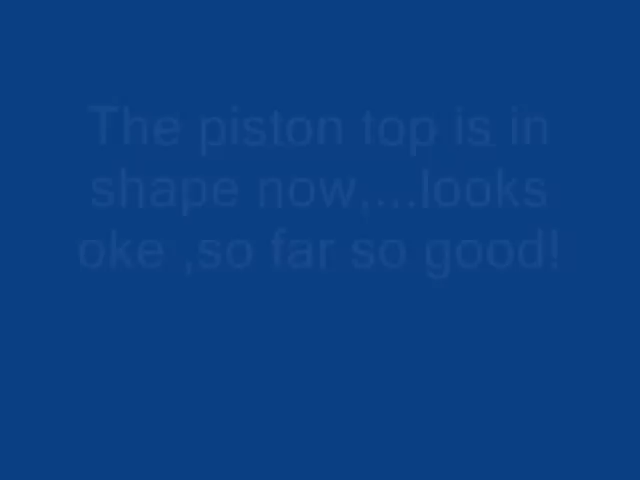 The piston top is in
shape now,...looks
oke ,so far so good!